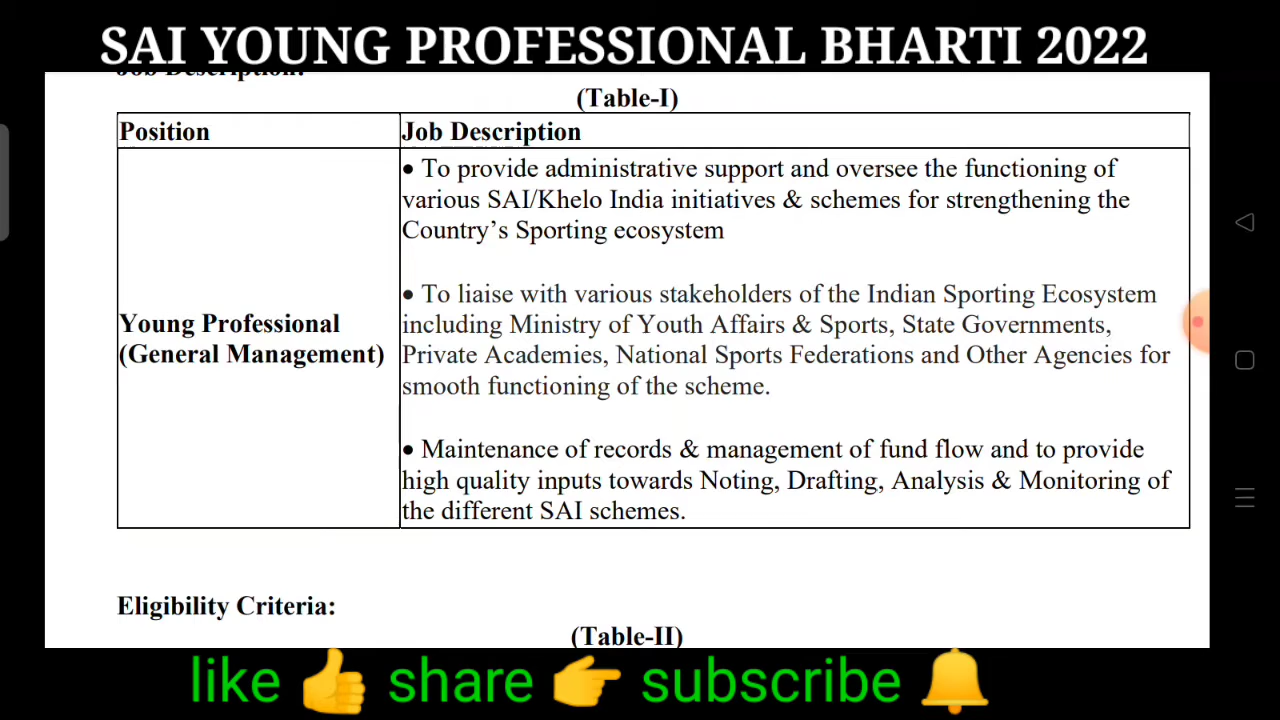 SAI YOUNG PROFESSIONAL BHARTI 2022
Job Description:
(Table-I)
Position
Job Description
Young Professional
(General Management)
• To provide administrative support and oversee the functioning of
various SAI/Khelo India initiatives & schemes for strengthening the
Country’s Sporting ecosystem
• To liaise with various stakeholders of the Indian Sporting Ecosystem
including Ministry of Youth Affairs & Sports, State Governments,
Private Academies, National Sports Federations and Other Agencies for
smooth functioning of the scheme.
• Maintenance of records & management of fund flow and to provide
high quality inputs towards Noting, Drafting, Analysis & Monitoring of
the different SAI schemes.
Eligibility Criteria:
(Table-II)
like 👍 share 👉 subscribe 🔔